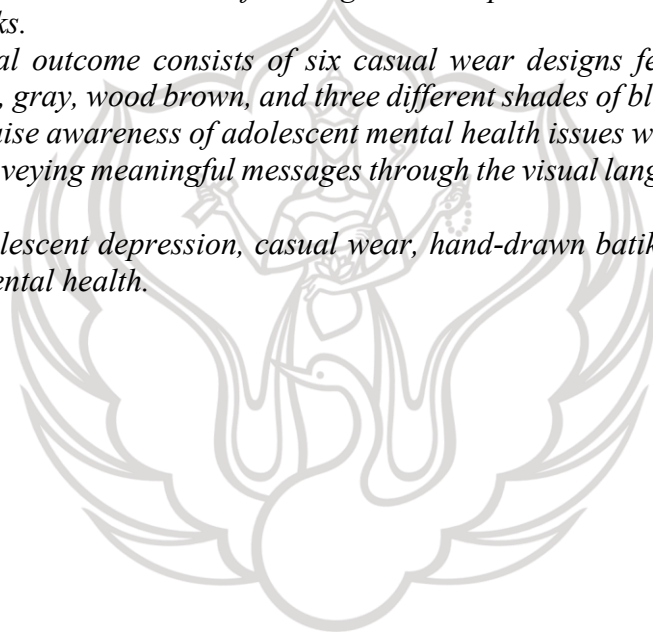 ks.
al outcome consists of six casual wear designs fe
, gray, wood brown, and three different shades of bl
aise awareness of adolescent mental health issues w
veying meaningful messages through the visual lang
lescent depression, casual wear, hand-drawn batik
ental health.